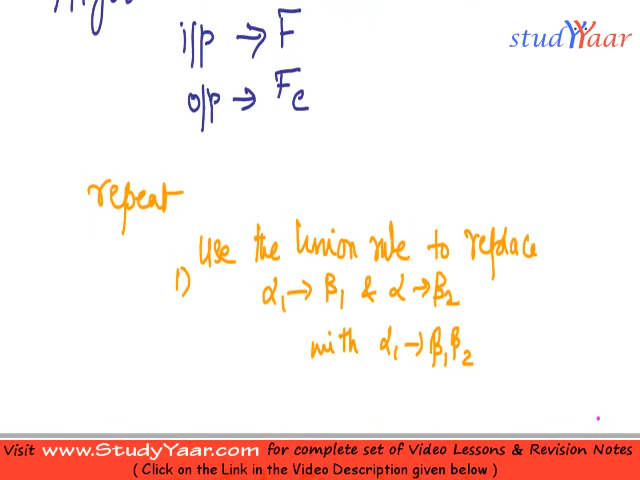 i/p → F
studYYaar
o/p → Fc
repeat
Use the Union rule to replace
1) α₁ → β₁ & α → β₂
with α₁ → β₁β₂
Visit www.StudyYaar.com for complete set of Video Lessons & Revision Notes
( Click on the Link in the Video Description given below )